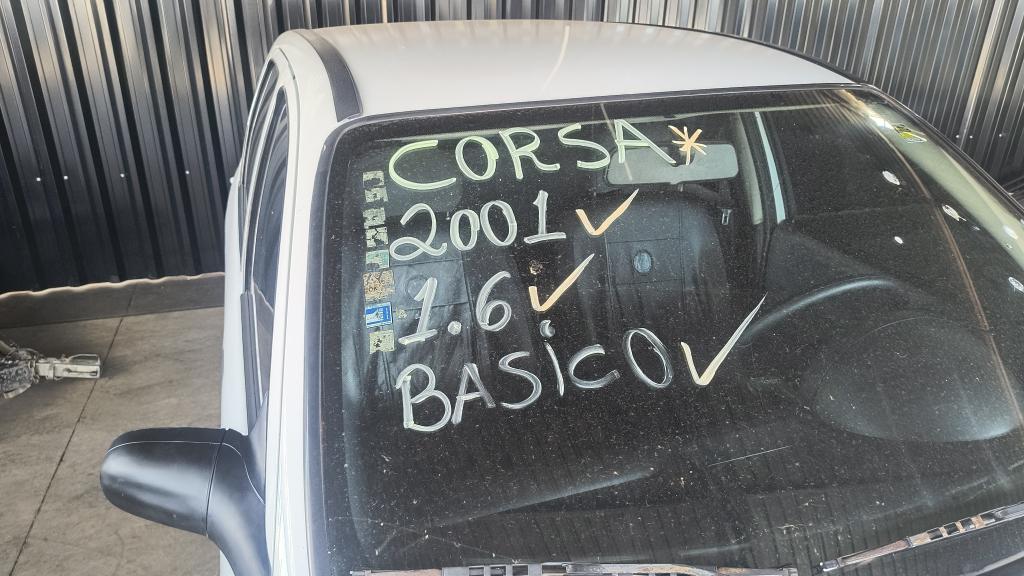 CORSA *
2001 ✓
1.6 ✓
BASiCO ✓